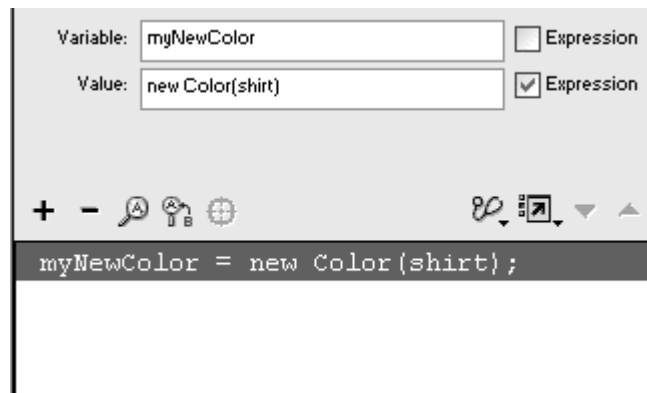 Variable: myNewColor Expression
Value: new Color(shirt) Expression
myNewColor = new Color(shirt);